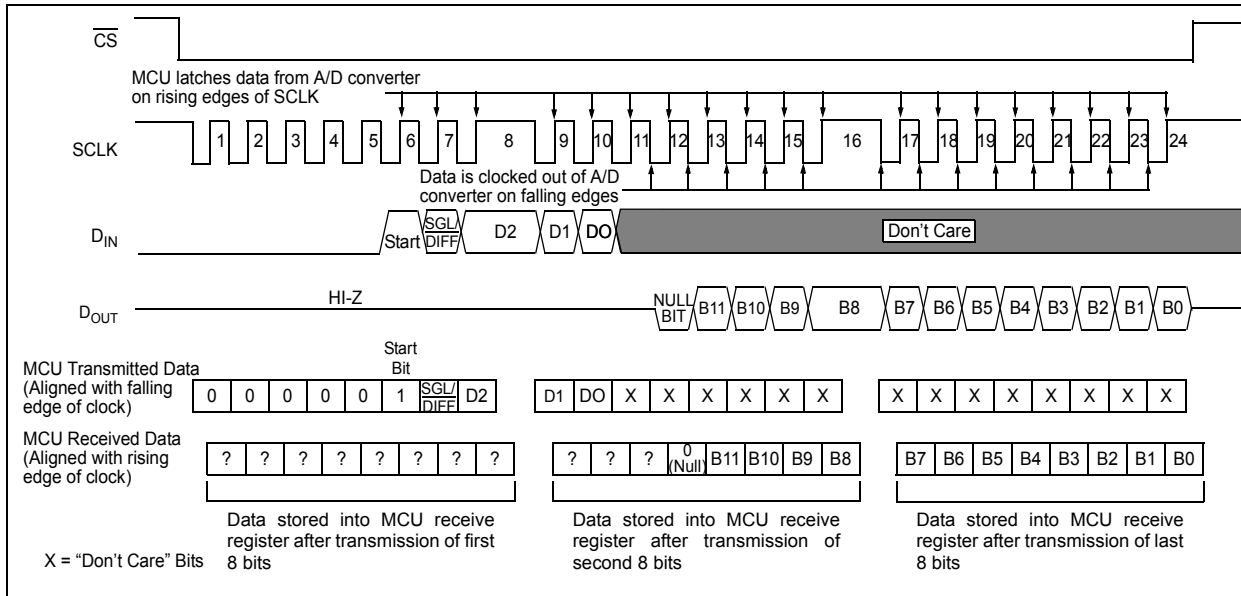 CS
MCU latches data from A/D converter
on rising edges of SCLK
SCLK
1 2 3 4 5 6 7 8 9 10 11 12 13 14 15 16 17 18 19 20 21 22 23 24
Data is clocked out of A/D
converter on falling edges
DIN
Start SGL/DIFF D2 D1 DO Don't Care
DOUT
HI-Z
NULL BIT B11 B10 B9 B8 B7 B6 B5 B4 B3 B2 B1 B0
Start
Bit
MCU Transmitted Data
(Aligned with falling
edge of clock)
0 0 0 0 0 1 SGL/DIFF D2 D1 DO X X X X X X X X X X X X X X
MCU Received Data
(Aligned with rising
edge of clock)
? ? ? ? ? ? ? ? ? ? ? 0 (Null) B11 B10 B9 B8 B7 B6 B5 B4 B3 B2 B1 B0
Data stored into MCU receive
register after transmission of first
8 bits
Data stored into MCU receive
register after transmission of
second 8 bits
Data stored into MCU receive
register after transmission of last
8 bits
X = “Don’t Care” Bits